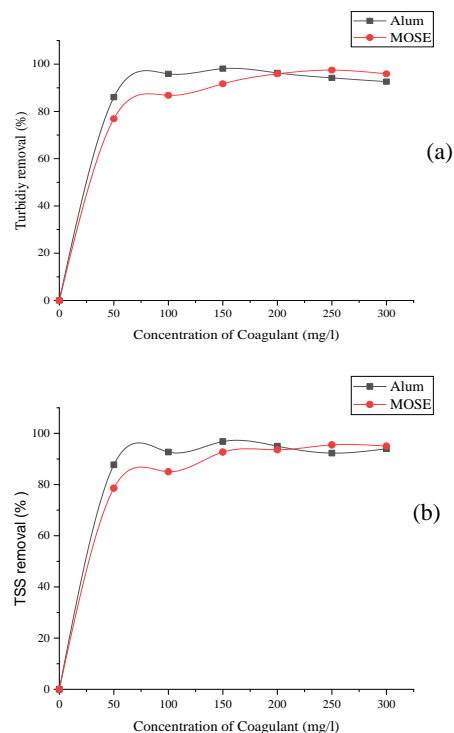 Alum
MOSE
100
80
60
40
20
0
Turbidiy removal (%)
(a)
0 50 100 150 200 250 300
Concentration of Coagulant (mg/l)
Alum
MOSE
100
80
60
40
20
0
TSS removal (% )
(b)
0 50 100 150 200 250 300
Concentration of Coagulant (mg/l)